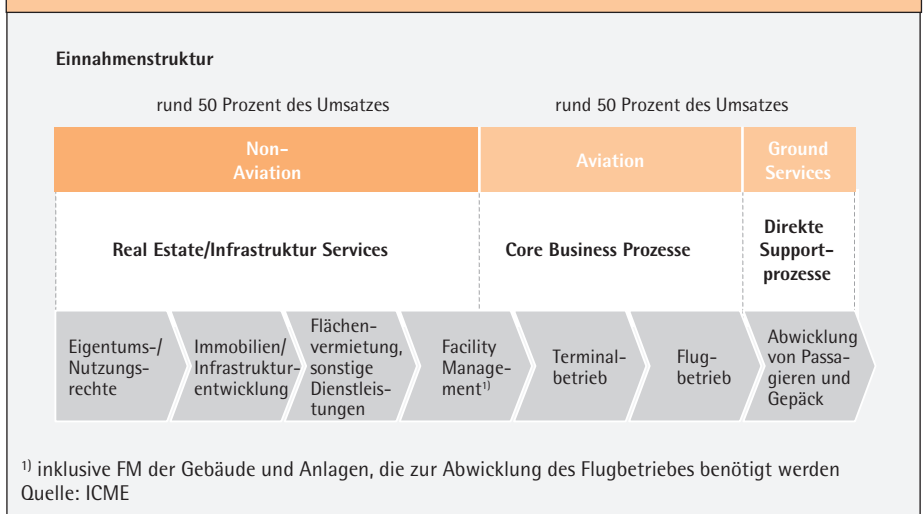 Einnahmenstruktur
rund 50 Prozent des Umsatzes
rund 50 Prozent des Umsatzes
Non-
Aviation
Aviation
Ground
Services
Real Estate/Infrastruktur Services
Core Business Prozesse
Direkte
Support-
prozesse
Eigentums-/
Nutzungs-
rechte
Immobilien/
Infrastruktur-
entwicklung
Flächen-
vermietung,
sonstige
Dienstleis-
tungen
Facility
Manage-
ment1)
Terminal-
betrieb
Flug-
betrieb
Abwicklung
von Passa-
gieren und
Gepäck
1) inklusive FM der Gebäude und Anlagen, die zur Abwicklung des Flugbetriebes benötigt werden
Quelle: ICME